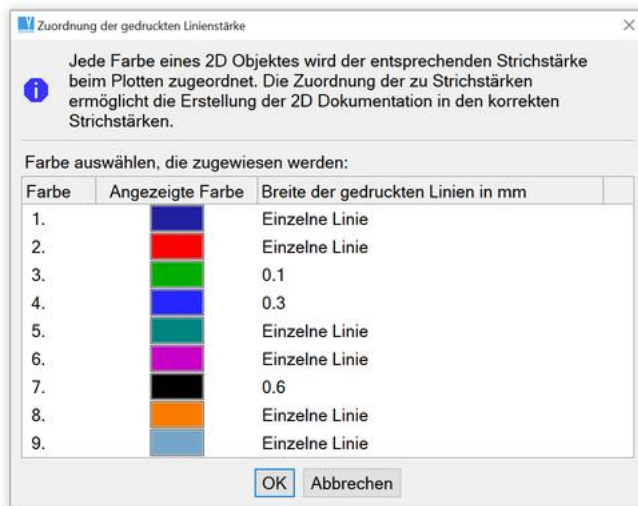 Zuordnung der gedruckten Linienstärke
Jede Farbe eines 2D Objektes wird der entsprechenden Strichstärke
beim Plotten zugeordnet. Die Zuordnung der zu Strichstärken
ermöglicht die Erstellung der 2D Dokumentation in den korrekten
Strichstärken.
Farbe auswählen, die zugewiesen werden:
Farbe Angezeigte Farbe Breite der gedruckten Linien in mm
1. Einzelne Linie
2. Einzelne Linie
3. 0.1
4. 0.3
5. Einzelne Linie
6. Einzelne Linie
7. 0.6
8. Einzelne Linie
9. Einzelne Linie
OK Abbrechen